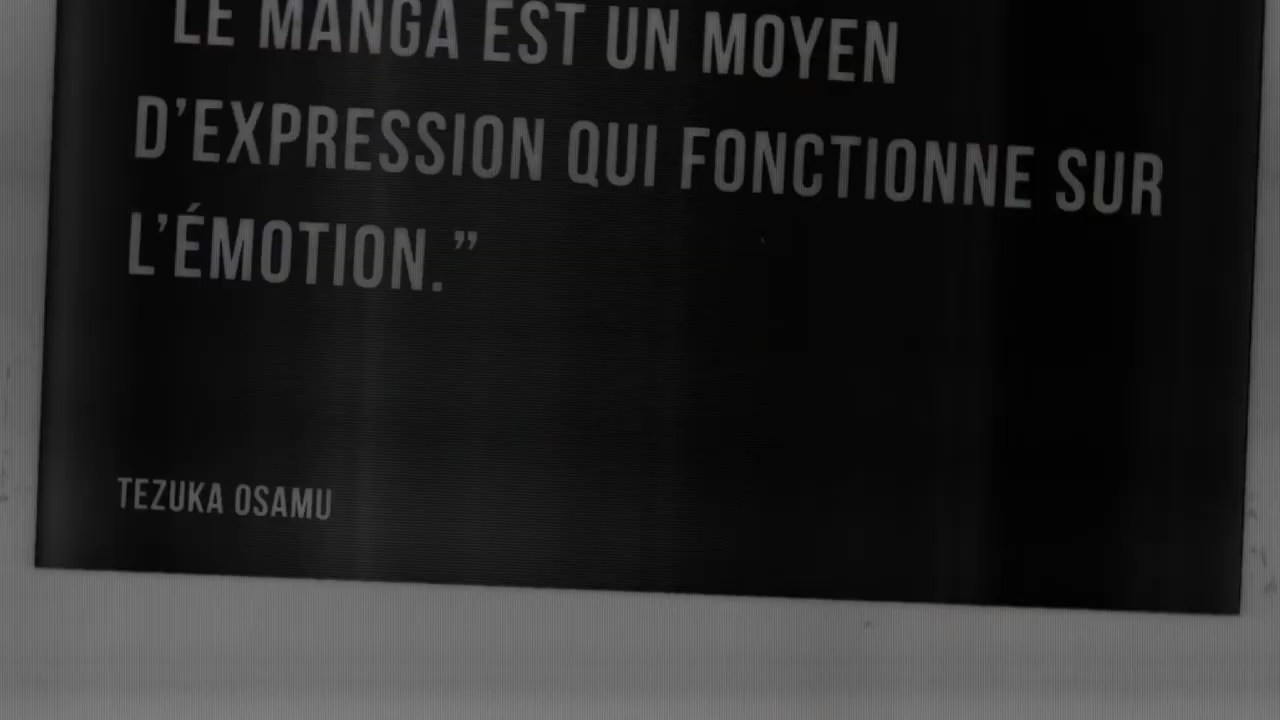 LE MANGA EST UN MOYEN
D’EXPRESSION QUI FONCTIONNE SUR
L’ÉMOTION.”
TEZUKA OSAMU